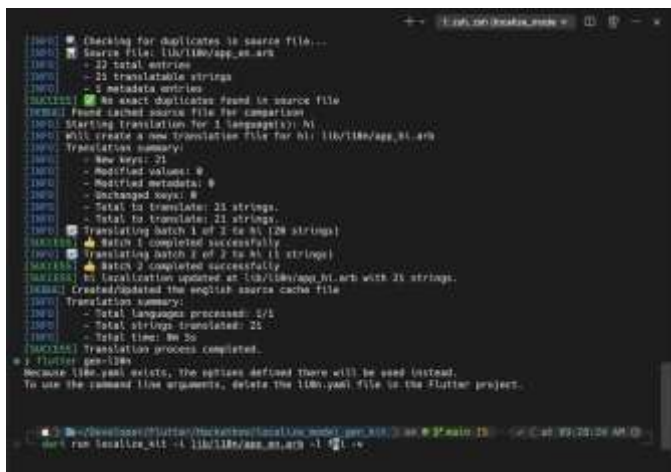 [INFO] Checking for duplicates in source file...
[INFO] Source file: lib/l10n/app_en.arb
[INFO] - 22 total entries
[INFO] - 21 translatable strings
[INFO] - 1 metadata entries
[SUCCESS] No exact duplicates found in source file
[DEBUG] Found cached source file for comparison
[INFO] Starting translation for 1 language(s): hi
[INFO] Will create a new translation file for hi: lib/l10n/app_hi.arb
[INFO] Translation summary:
[INFO] - New keys: 21
[INFO] - Modified values: 0
[INFO] - Modified metadata: 0
[INFO] - Unchanged keys: 0
[INFO] - Total to translate: 21 strings.
[INFO] - Total to translate: 21 strings.
[INFO] Translating batch 1 of 2 to hi (20 strings)
[SUCCESS] 👍 Batch 1 completed successfully
[INFO] Translating batch 2 of 2 to hi (1 strings)
[SUCCESS] 👍 Batch 2 completed successfully
[SUCCESS] hi localization updated at lib/l10n/app_hi.arb with 21 strings.
[DEBUG] Created/Updated the english source cache file
[INFO] Translation summary:
[INFO] - Total languages processed: 1/1
[INFO] - Total strings translated: 21
[INFO] - Total time: 0m 5s
[SUCCESS] Translation process completed.
flutter gen-l10n
Because l10n.yaml exists, the options defined there will be used instead.
To use the command line arguments, delete the l10n.yaml file in the Flutter project.
~/Developer/Flutter/Hackathon/localize_model_gen_kit on main at AM
dart run localize_kit -i lib/l10n/app_en.arb -l -v